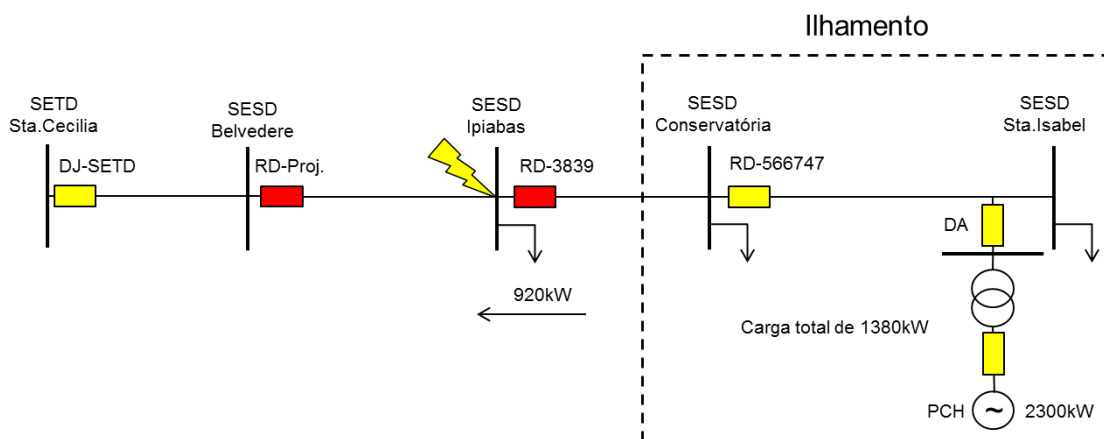 Ilhamento
SETD
Sta.Cecilia
SESD
Belvedere
SESD
Ipiabas
SESD
Conservatória
SESD
Sta.Isabel
DJ-SETD
RD-Proj.
RD-3839
RD-566747
DA
920kW
Carga total de 1380kW
PCH
~
2300kW